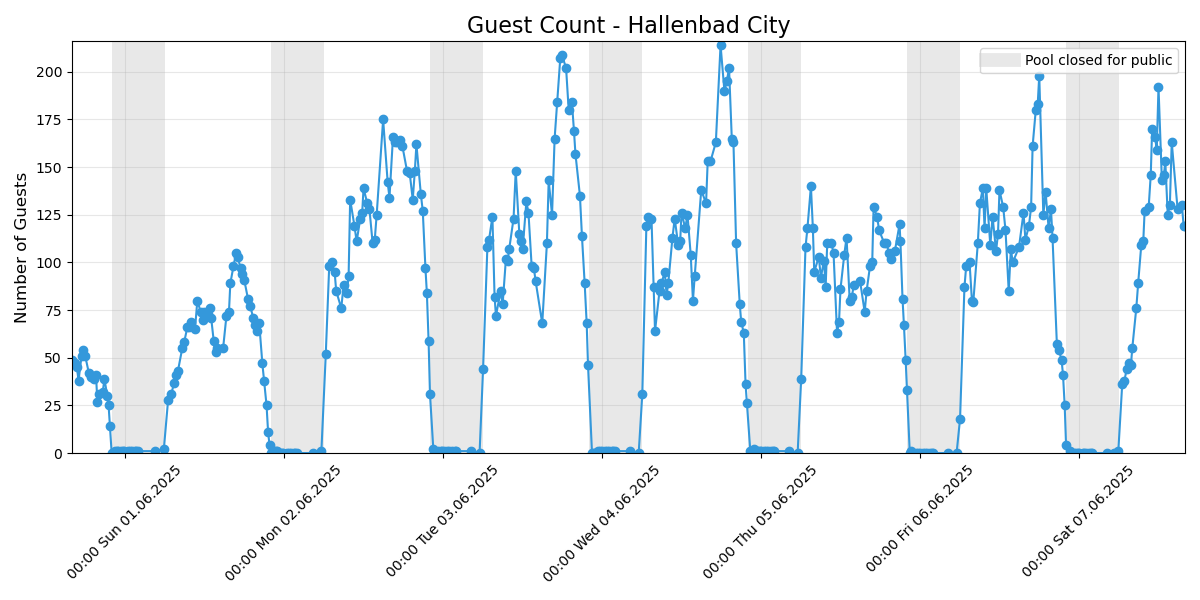 Guest Count - Hallenbad City
Pool closed for public
Number of Guests
200
175
150
125
100
75
50
25
0
00:00 Sun 01.06.2025
00:00 Mon 02.06.2025
00:00 Tue 03.06.2025
00:00 Wed 04.06.2025
00:00 Thu 05.06.2025
00:00 Fri 06.06.2025
00:00 Sat 07.06.2025